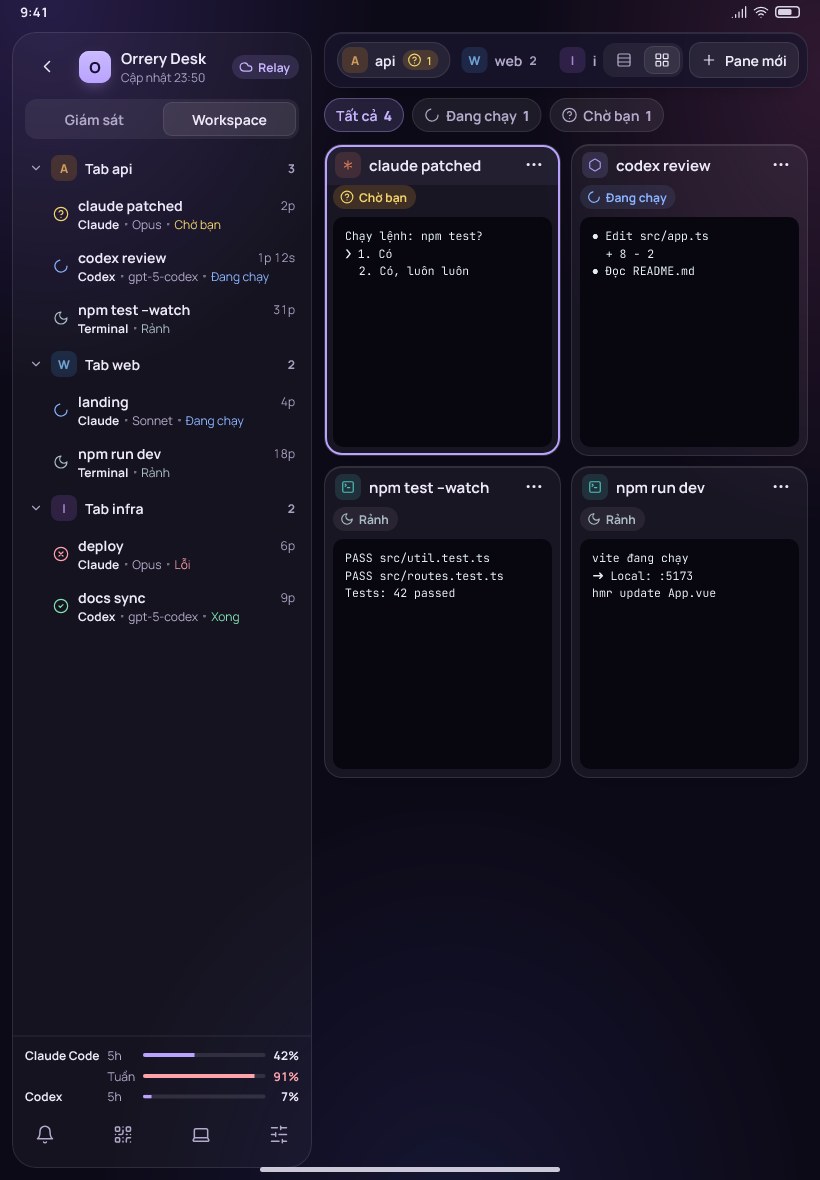 9:41
O
Orrery Desk
Cập nhật 23:50
Relay
Giám sát
Workspace
A Tab api 3
claude patched 2p
Claude • Opus • Chờ bạn
codex review 1p 12s
Codex • gpt-5-codex • Đang chạy
npm test –watch 31p
Terminal • Rảnh
W Tab web 2
landing 4p
Claude • Sonnet • Đang chạy
npm run dev 18p
Terminal • Rảnh
I Tab infra 2
deploy 6p
Claude • Opus • Lỗi
docs sync 9p
Codex • gpt-5-codex • Xong
Claude Code 5h 42%
Tuần 91%
Codex 5h 7%
A api 1 W web 2 I i
+ Pane mới
Tất cả 4 Đang chạy 1 Chờ bạn 1
claude patched
Chờ bạn
Chạy lệnh: npm test?
❯ 1. Có
2. Có, luôn luôn
codex review
Đang chạy
● Edit src/app.ts
+ 8 - 2
● Đọc README.md
npm test –watch
Rảnh
PASS src/util.test.ts
PASS src/routes.test.ts
Tests: 42 passed
npm run dev
Rảnh
vite đang chạy
➜ Local: :5173
hmr update App.vue